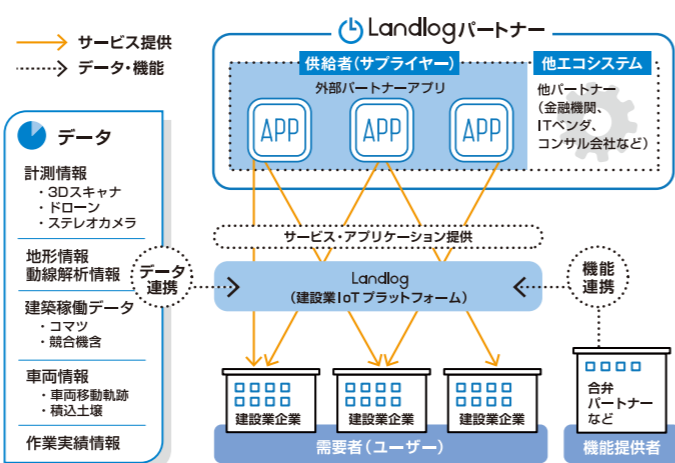 サービス提供
データ・機能
Landlogパートナー
供給者(サプライヤー)
外部パートナーアプリ
APP
APP
APP
他エコシステム
他パートナー
(金融機関、
ITベンダ、
コンサル会社など)
データ
計測情報
・3Dスキャナ
・ドローン
・ステレオカメラ
地形情報
動線解析情報
建築稼働データ
・コマツ
・競合機含
車両情報
・車両移動軌跡
・積込土壌
作業実績情報
データ
連携
サービス・アプリケーション提供
Landlog
(建設業IoTプラットフォーム)
機能
連携
建設業企業
建設業企業
建設業企業
需要者(ユーザー)
合弁
パートナー
など
機能提供者